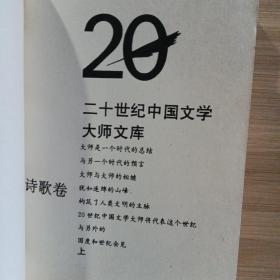 20
二十世纪中国文学
大师文库
大师是一个时代的总结
与另一个时代的预言
大师与大师的相继
犹如连绵的山峰
诗歌卷
构筑了人类文明的主脉
20世纪中国文学大师将代表这个世纪
与另外的
国度和世纪会见
上